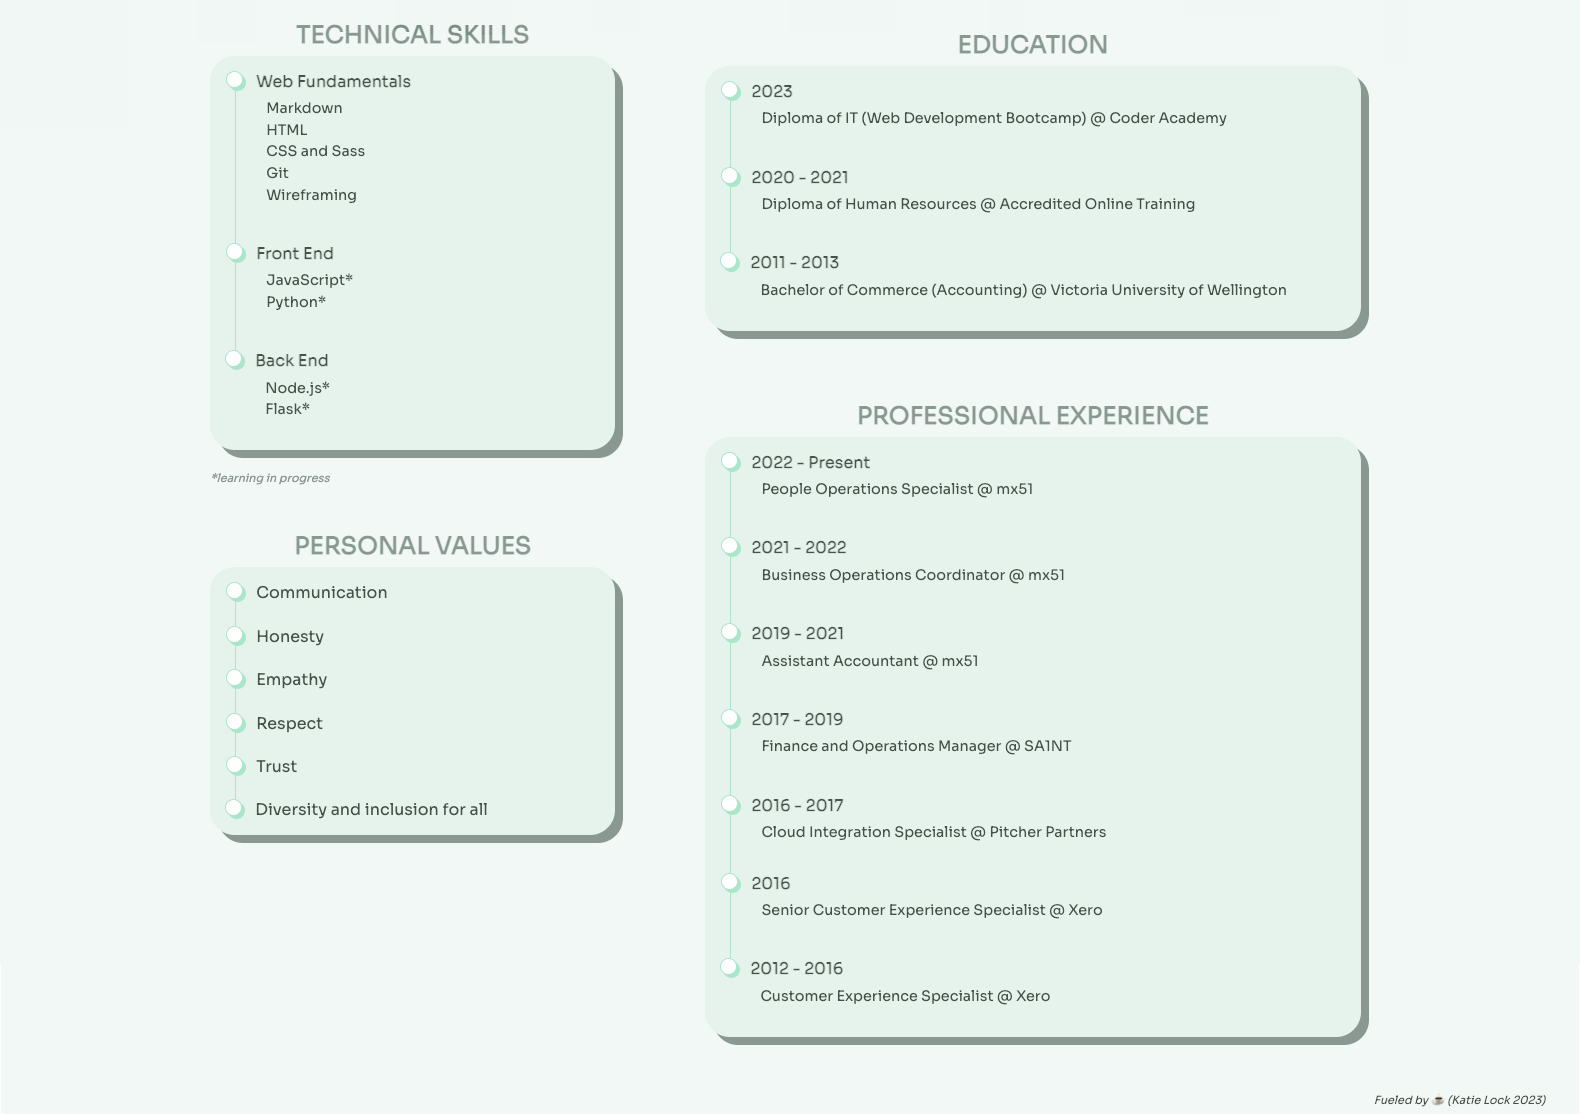 TECHNICAL SKILLS
Web Fundamentals
Markdown
HTML
CSS and Sass
Git
Wireframing
Front End
JavaScript*
Python*
Back End
Node.js*
Flask*
*learning in progress
PERSONAL VALUES
Communication
Honesty
Empathy
Respect
Trust
Diversity and inclusion for all
EDUCATION
2023
Diploma of IT (Web Development Bootcamp) @ Coder Academy
2020 - 2021
Diploma of Human Resources @ Accredited Online Training
2011 - 2013
Bachelor of Commerce (Accounting) @ Victoria University of Wellington
PROFESSIONAL EXPERIENCE
2022 - Present
People Operations Specialist @ mx51
2021 - 2022
Business Operations Coordinator @ mx51
2019 - 2021
Assistant Accountant @ mx51
2017 - 2019
Finance and Operations Manager @ SA1NT
2016 - 2017
Cloud Integration Specialist @ Pitcher Partners
2016
Senior Customer Experience Specialist @ Xero
2012 - 2016
Customer Experience Specialist @ Xero
Fueled by ☕ (Katie Lock 2023)